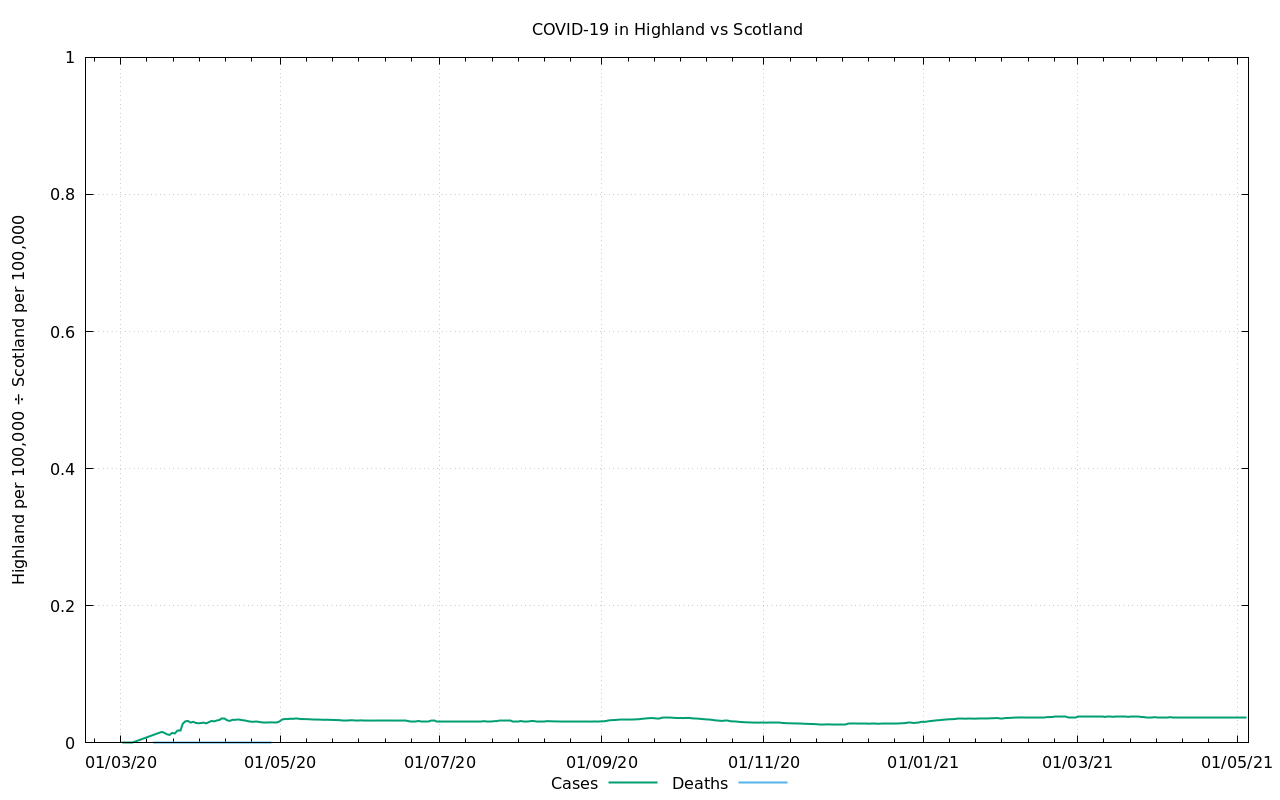 COVID-19 in Highland vs Scotland
Highland per 100,000 ÷ Scotland per 100,000
1
0.8
0.6
0.4
0.2
0
01/03/20 01/05/20 01/07/20 01/09/20 01/11/20 01/01/21 01/03/21 01/05/21
Cases Deaths